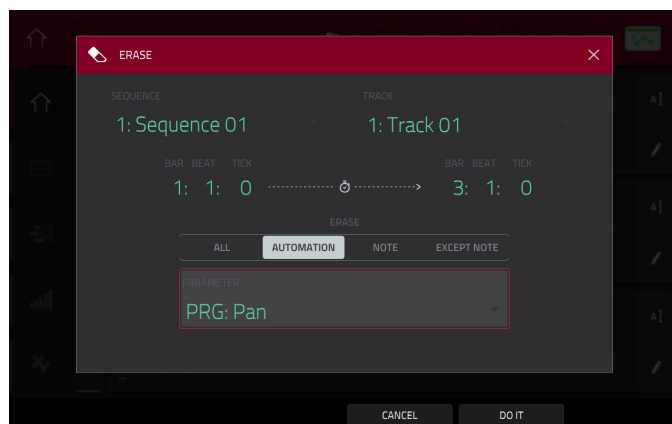 ERASE
SEQUENCE TRACK
1: Sequence 01 1: Track 01
BAR BEAT TICK BAR BEAT TICK
1: 1: 0 3: 1: 0
ERASE
ALL AUTOMATION NOTE EXCEPT NOTE
PARAMETER
PRG: Pan
CANCEL DO IT